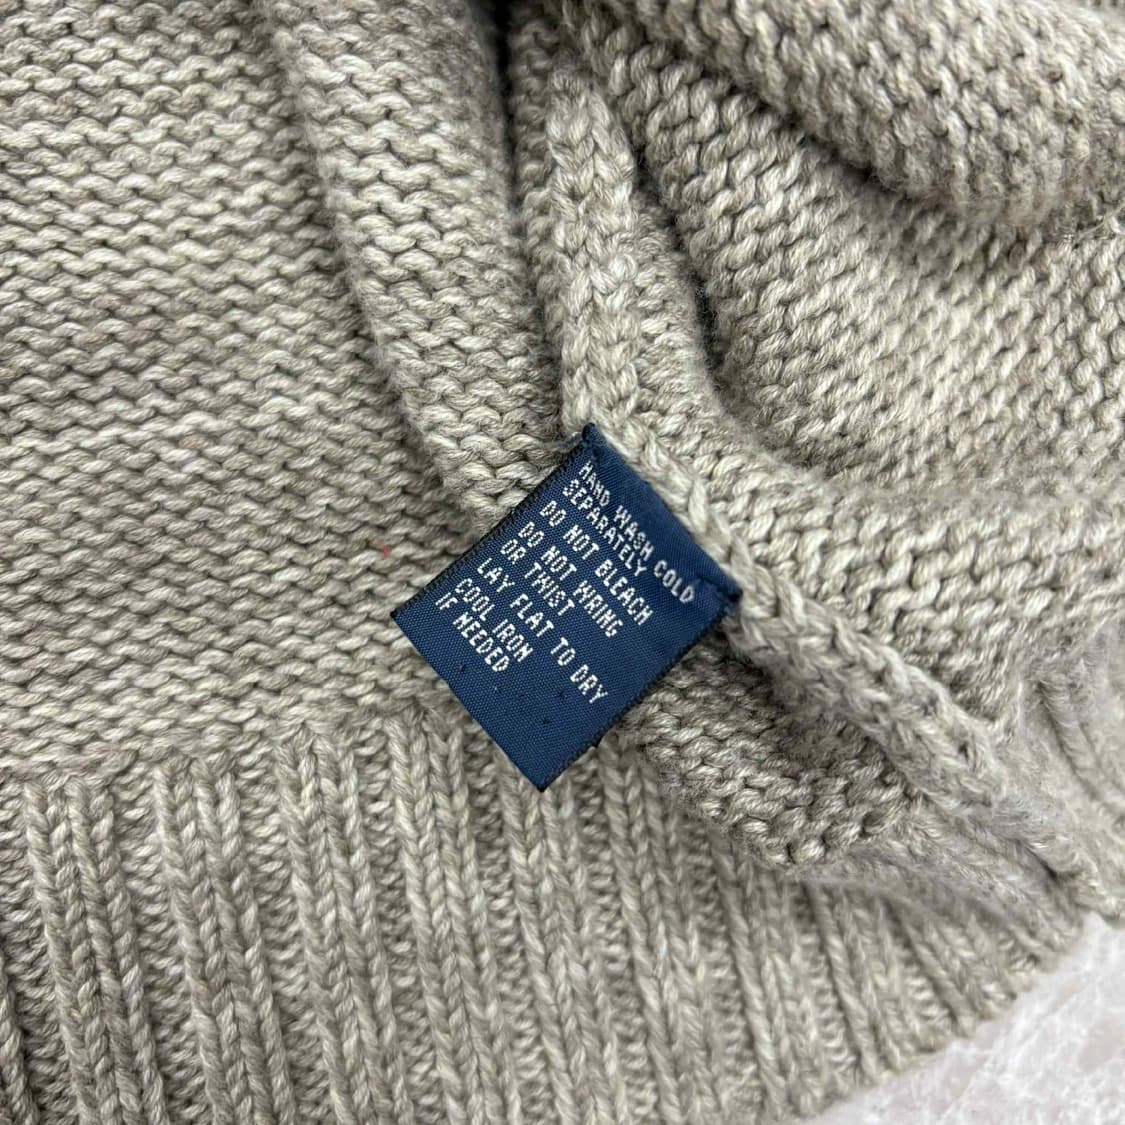 HAND WASH COLD
SEPARATELY
DO NOT BLEACH
DO NOT WRING
OR TWIST
LAY FLAT TO DRY
COOL IRON
IF NEEDED